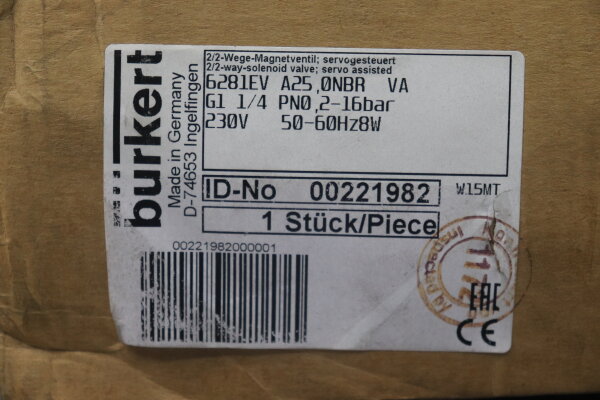 burkert
Made in Germany
D-74653 Ingelfingen
2/2-Wege-Magnetventil; servogesteuert
2/2-way-solenoid valve; servo assisted
6281EV A25,0NBR VA
G1 1/4 PN0,2-16bar
230V 50-60Hz8W
ID-No 00221982
W15MT
1 Stück/Piece
00221982000001
Inspected
117
EAC
CE